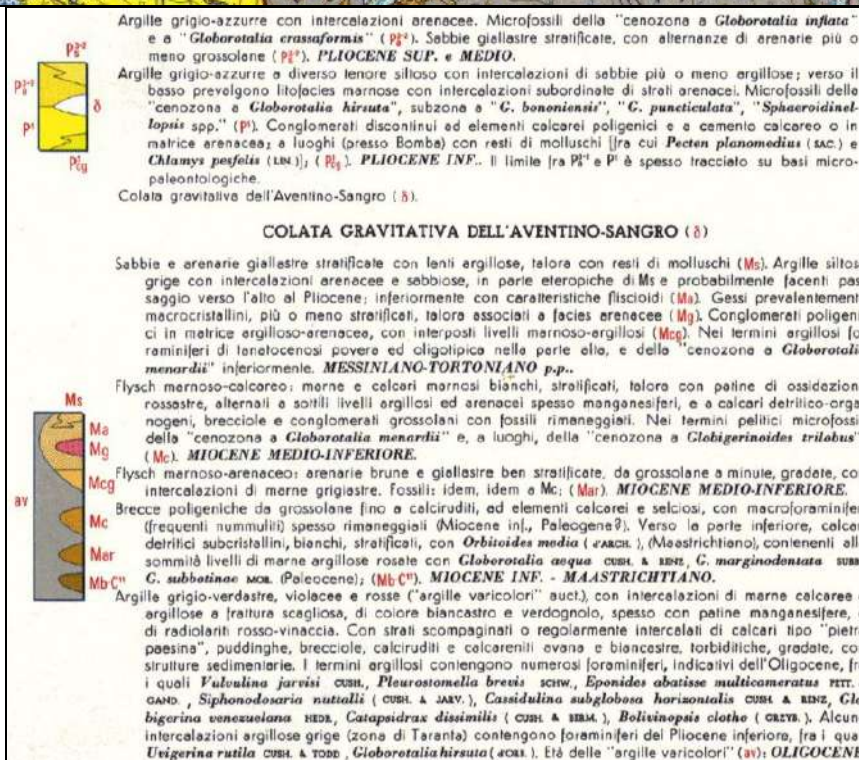 Argille grigio-azzurre con intercalazioni arenacee. Microfossili della "cenozona a Globorotalia inflata"
e a "Globorotalia crassaformis" ( P₂³⁻² ). Sabbie giallastre stratificate, con alternanze di arenarie più o
meno grossolane ( ). PLIOCENE SUP. e MEDIO.
Argille grigio-azzurre a diverso tenore siltoso con intercalazioni di sabbie più o meno argillose; verso il
basso prevalgono litofacies marnose con intercalazioni subordinate di strati arenacei. Microfossili della
"cenozona a Globorotalia hirsuta", subzona a "G. bononiensis", "G. puncticulata", "Sphaeroidinel-
lopsis spp." (P¹). Conglomerati discontinui ad elementi calcarei poligenici e a cemento calcareo o in
matrice arenacea; a luoghi (presso Bomba) con resti di molluschi [fra cui Pecten planomedius (SAC.) e
Chlamys pesfelis (LIN.)]; ( P¹cg ). PLIOCENE INF.. Il limite fra e P¹ è spesso tracciato su basi micro-
paleontologiche.
Colata gravitativa dell'Aventino-Sangro ( δ ).
δ
P¹
P¹cg
COLATA GRAVITATIVA DELL'AVENTINO-SANGRO ( δ )
Sabbie e arenarie giallastre stratificate con lenti argillose, talora con resti di molluschi (Ms). Argille siltos
grige con intercalazioni arenacee e sabbiose, in parte eteropiche di Ms e probabilmente facenti pas
saggio verso l'alto al Pliocene; inferiormente con caratteristiche fliscioidi (Ma). Gessi prevalentement
macrocristallini, più o meno stratificati, talora associati a facies arenacee (Mg). Conglomerati poligeni
ci in matrice argilloso-arenacea, con interposti livelli marnoso-argillosi (Mcg). Nei termini argillosi fo
raminiferi di tanatocenosi povera ed oligotipica nella parte alta, e della "cenozona a Globorotali
menardii" inferiormente. MESSINIANO-TORTONIANO p.p..
Flysch marnoso-calcareo: marne e calcari marnosi bianchi, stratificati, talora con patine di ossidazion
rossastre, alternati a sottili livelli argillosi ed arenacei spesso manganesiferi, e a calcari detritico-orga
nogeni, brecciole e conglomerati grossolani con fossili rimaneggiati. Nei termini pelitici microfossi
della "cenozona a Globorotalia menardii" e, a luoghi, della "cenozona a Globigerinoides trilobus"
( Mc). MIOCENE MEDIO-INFERIORE.
Flysch marnoso-arenaceo: arenarie brune e giallastre ben stratificate, da grossolane a minute, gradate, co
intercalazioni di marne grigiastre. Fossili: idem, idem a Mc; (Mar). MIOCENE MEDIO-INFERIORE.
Brecce poligeniche da grossolane fino a calciruditi, ad elementi calcarei e selciosi, con macroforaminifer
(frequenti nummuliti) spesso rimaneggiati (Miocene inf., Paleogene?). Verso la parte inferiore, calcar
detritici subcristallini, bianchi, stratificati, con Orbitoides media ( d'ARCH. ), (Maastrichtiano), contenenti all
sommità livelli di marne argillose rosate con Globorotalia aequa CUSH. & RENZ, G. marginodentata SUBB
G. subbotinae MOR. (Paleocene); (Mb-C¹¹). MIOCENE INF. - MAASTRICHTIANO.
Argille grigio-verdastre, violacee e rosse ("argille varicolori" auct.), con intercalazioni di marne calcaree
argillose a frattura scagliosa, di colore biancastro e verdognolo, spesso con patine manganesifere,
di radiolariti rosso-vinaccia. Con strati scompaginati o regolarmente intercalati di calcari tipo "pietr
paesina", puddinghe, brecciole, calciruditi e calcareniti avana e biancastre, torbiditiche, gradate, co
strutture sedimentarie. I termini argillosi contengono numerosi foraminiferi, indicativi dell'Oligocene, fr
i quali Vulvulina jarvisi CUSH., Pleurostomella brevis SCHW., Eponides abatisse multicameratus PETT.
GAND. , Siphonodosaria nuttalli ( CUSH. & JARV. ), Cassidulina subglobosa horizontalis CUSH & RENZ, Glo
bigerina venezuelana HEDB., Catapsidrax dissimilis ( CUSH. & BERM. ), Bolivinopsis clotho ( GRZYB. ). Alcun
intercalazioni argillose grige (zona di Taranta) contengono foraminiferi del Pliocene inferiore, fra i qua
Uvigerina rutila CUSH. & TODD , Globorotalia hirsuta ( d'ORB. ). Età delle "argille varicolori" (av): OLIGOCENE
Ms
Ma
Mg
Mcg
av
Mc
Mar
Mb-C¹¹